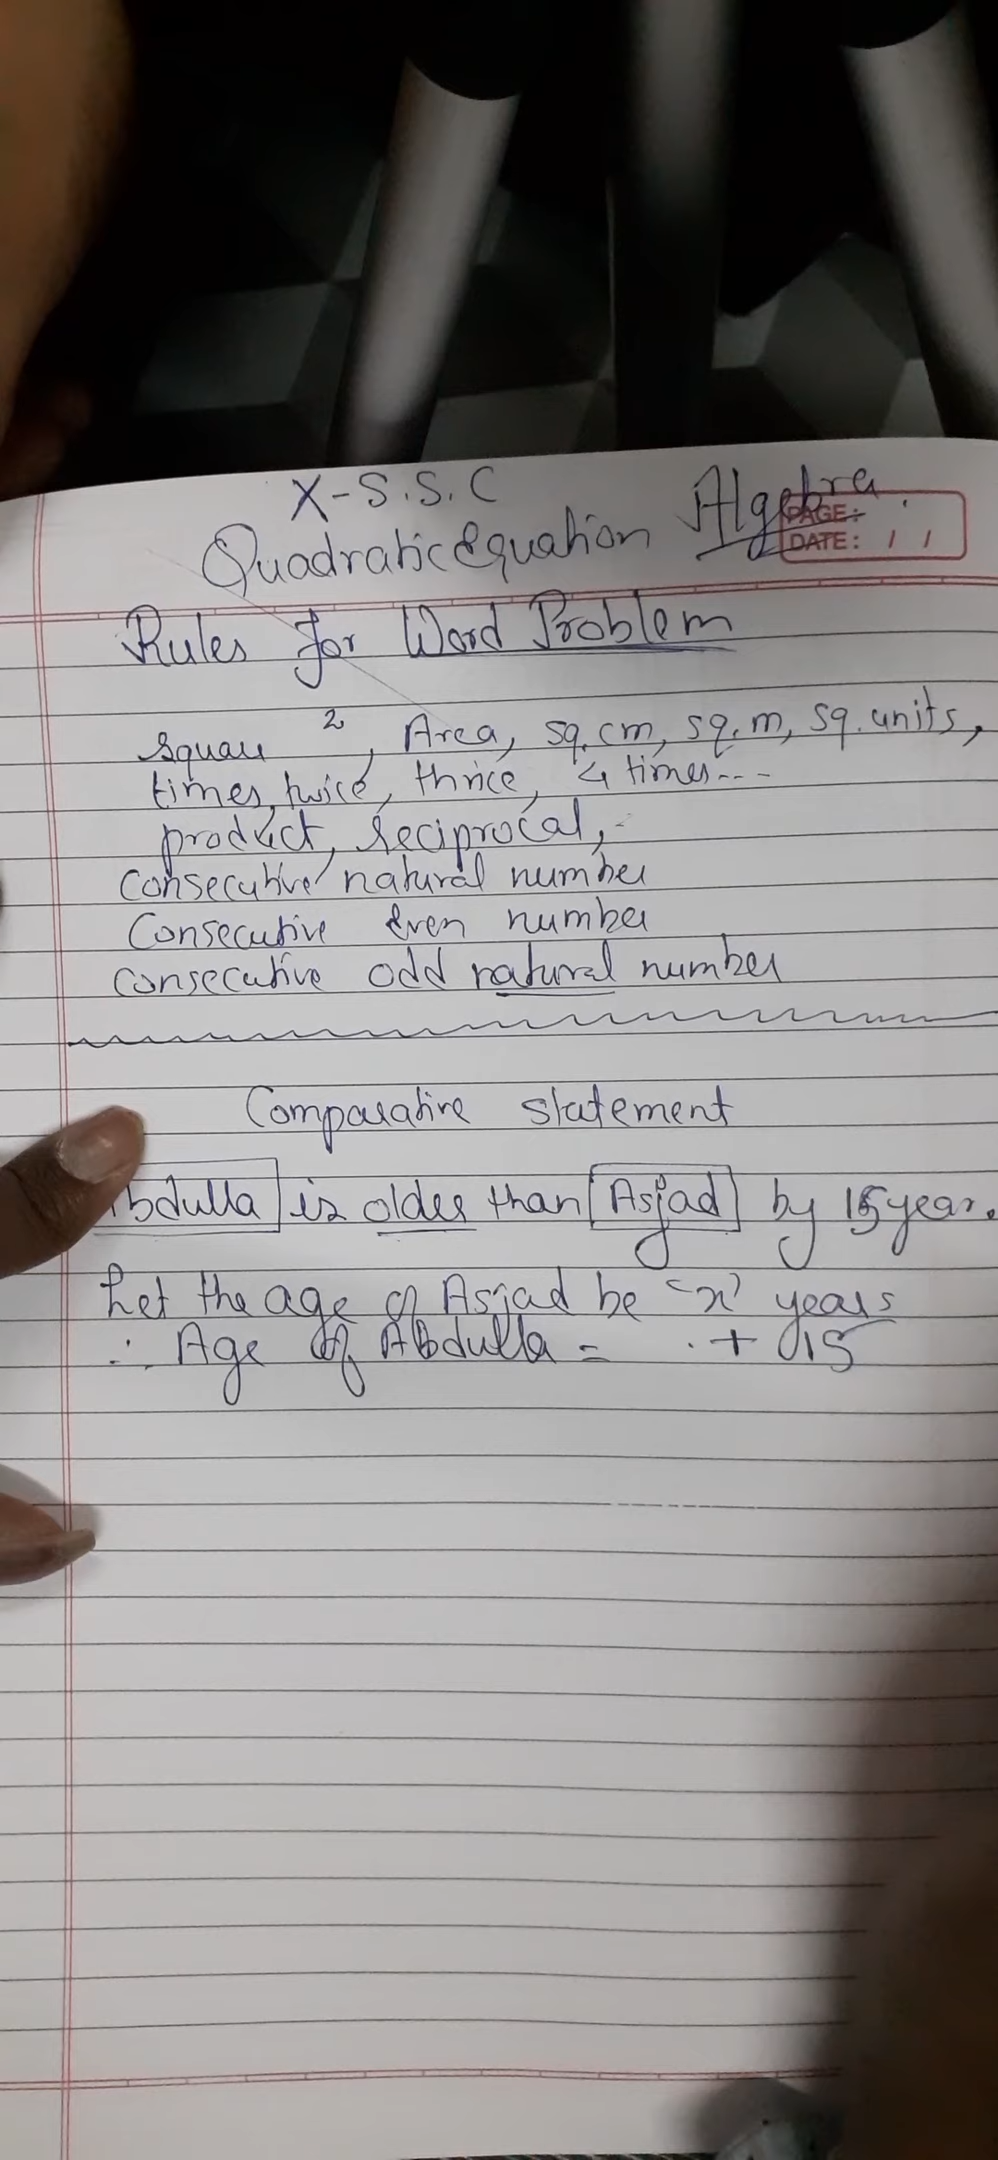 X-S.S.C
Quadratic Equation Algebra
PAGE:
DATE: / /
Rules for Word Problem
square ², Area, sq.cm, sq.m, sq.units,
times, twice, thrice, 4 times---
product, reciprocal,-
Consecutive natural number
Consecutive Even number
Consecutive odd natural number
Comparative statement
bdulla is older than Asjad by 15 year.
Let the age of Asjad be 'x' years
∴ Age of Abdulla = . + 15